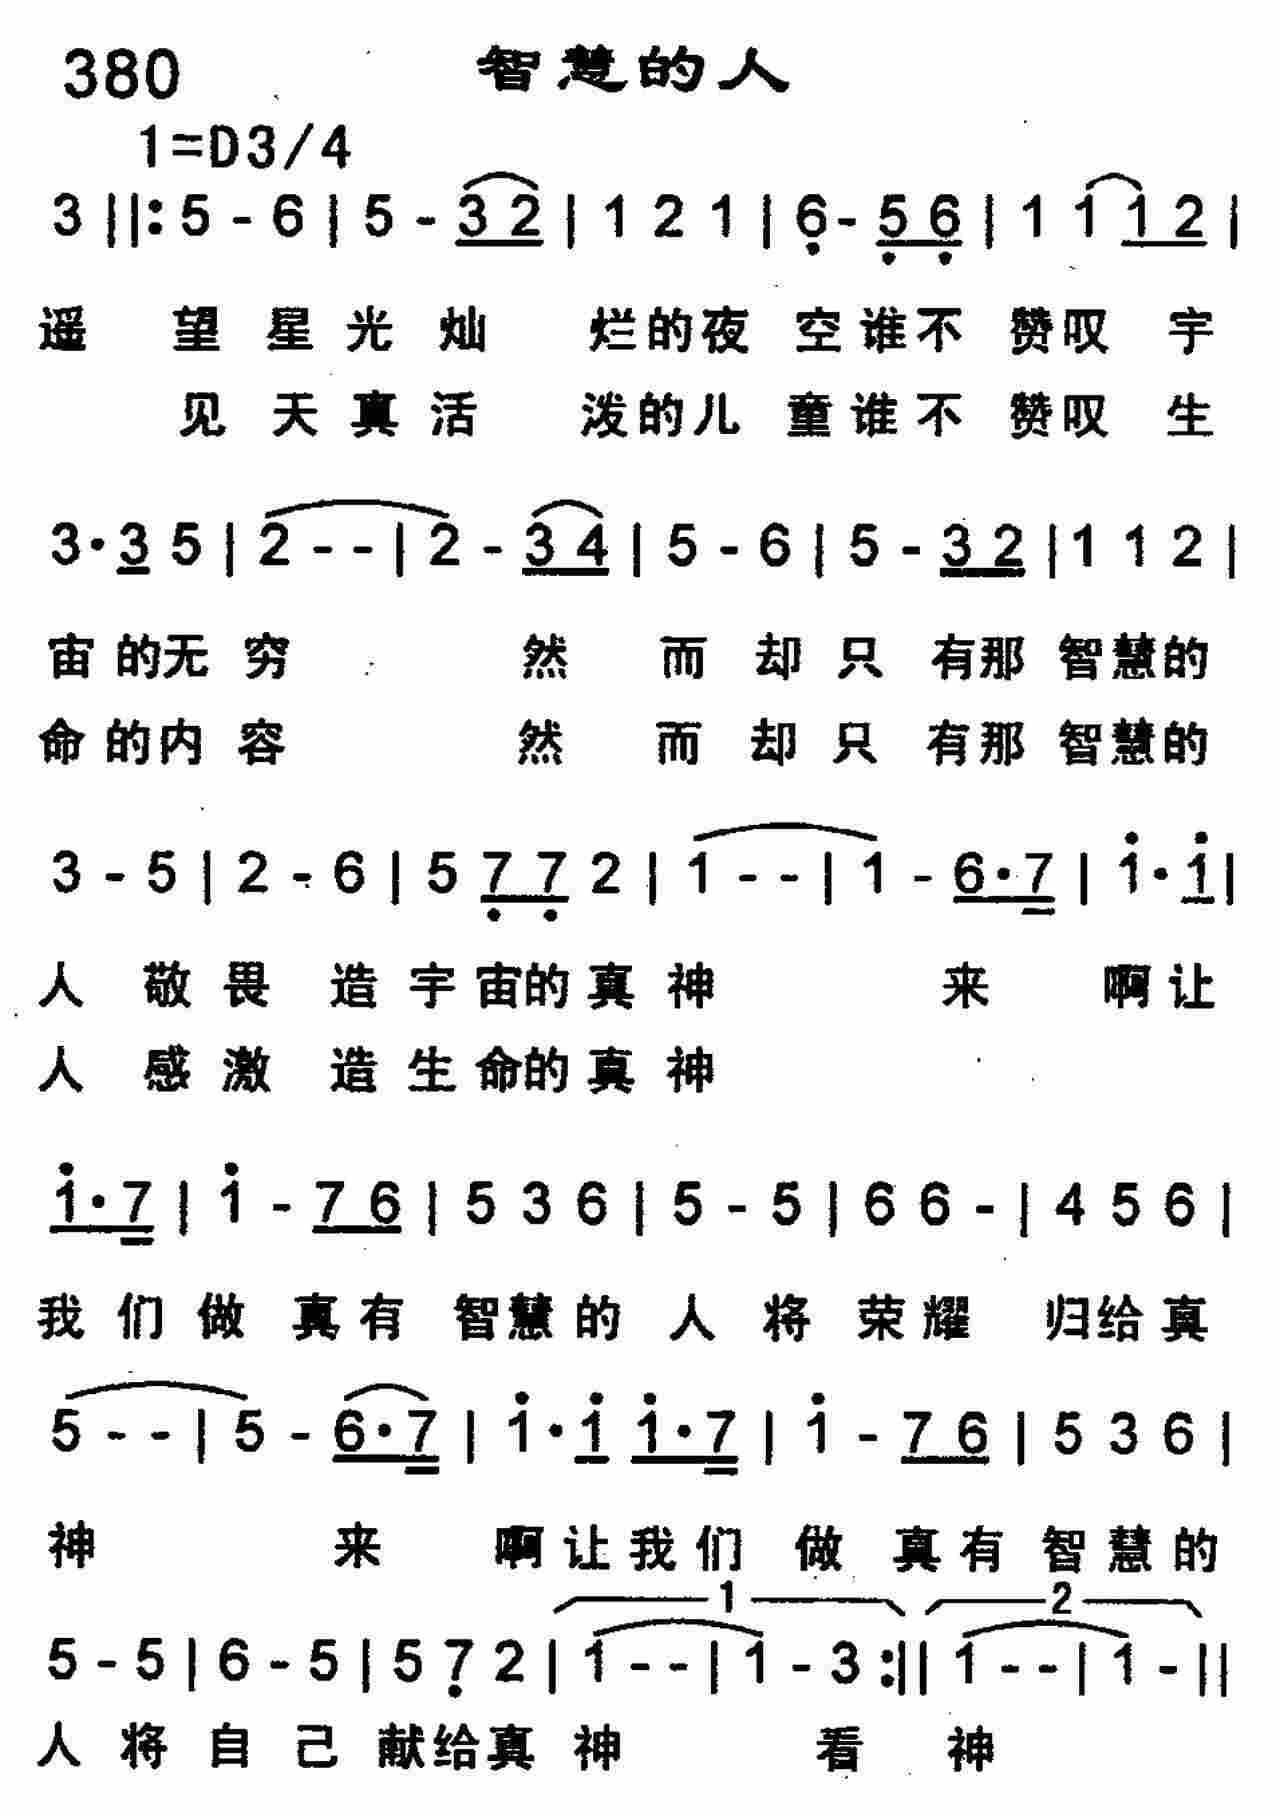 380 智慧的人
1=D3/4
3 ||: 5 - 6 | 5 - 3 2 | 1 2 1 | 6̣ - 5̣ 6̣ | 1 1 1 2 |
遥 望 星 光 灿 烂 的 夜 空 谁 不 赞 叹 宇
见 天 真 活 泼 的 儿 童 谁 不 赞 叹 生
3 · 3 5 | 2 - - | 2 - 3 4 | 5 - 6 | 5 - 3 2 | 1 1 2 |
宙 的 无 穷 然 而 却 只 有 那 智 慧 的
命 的 内 容 然 而 却 只 有 那 智 慧 的
3 - 5 | 2 - 6 | 5 7̣ 7̣ 2 | 1 - - | 1 - 6 · 7 | 1̇ · 1̇ |
人 敬 畏 造 宇 宙 的 真 神 来 啊 让
人 感 激 造 生 命 的 真 神
1̇ · 7 | 1̇ - 7 6 | 5 3 6 | 5 - 5 | 6 6 - | 4 5 6 |
我 们 做 真 有 智 慧 的 人 将 荣 耀 归 给 真
5 - - | 5 - 6 · 7 | 1̇ · 1̇ 1̇ · 7 | 1̇ - 7 6 | 5 3 6 |
神 来 啊 让 我 们 做 真 有 智 慧 的
1 2
5 - 5 | 6 - 5 | 5 7̣ 2 | 1 - - | 1 - 3 :|| 1 - - | 1 - ||
人 将 自 己 献 给 真 神 看 神